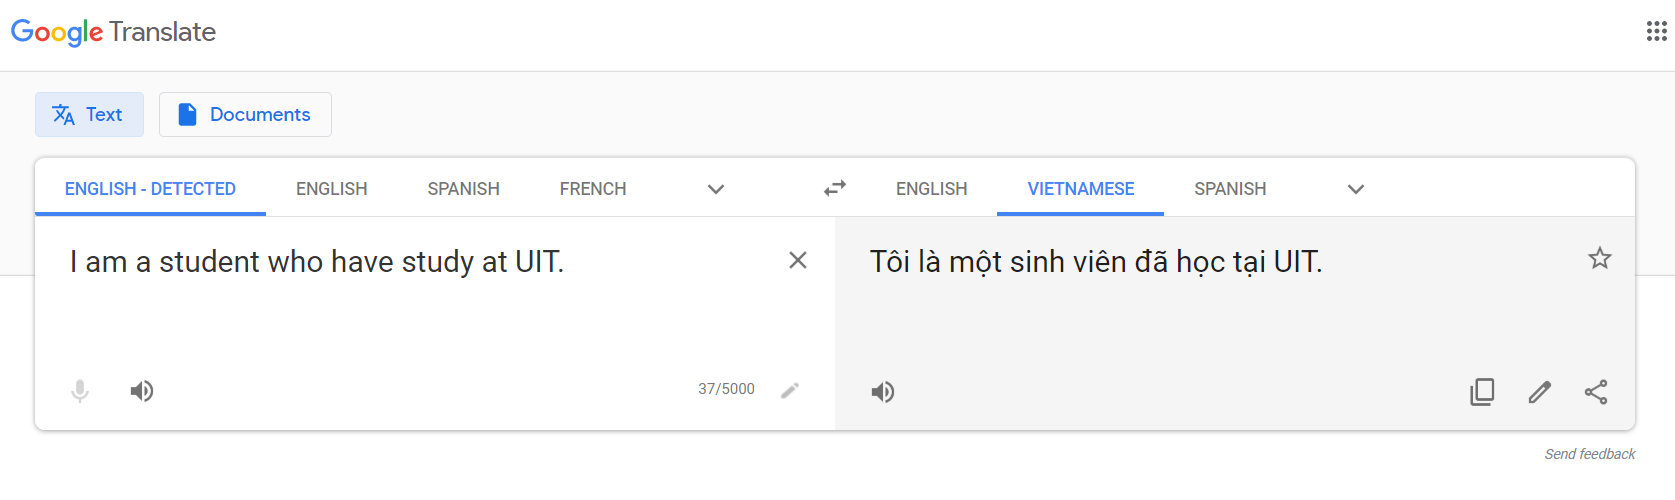 Google Translate
Text
Documents
ENGLISH - DETECTED ENGLISH SPANISH FRENCH ENGLISH VIETNAMESE SPANISH
I am a student who have study at UIT.
Tôi là một sinh viên đã học tại UIT.
37/5000
Send feedback